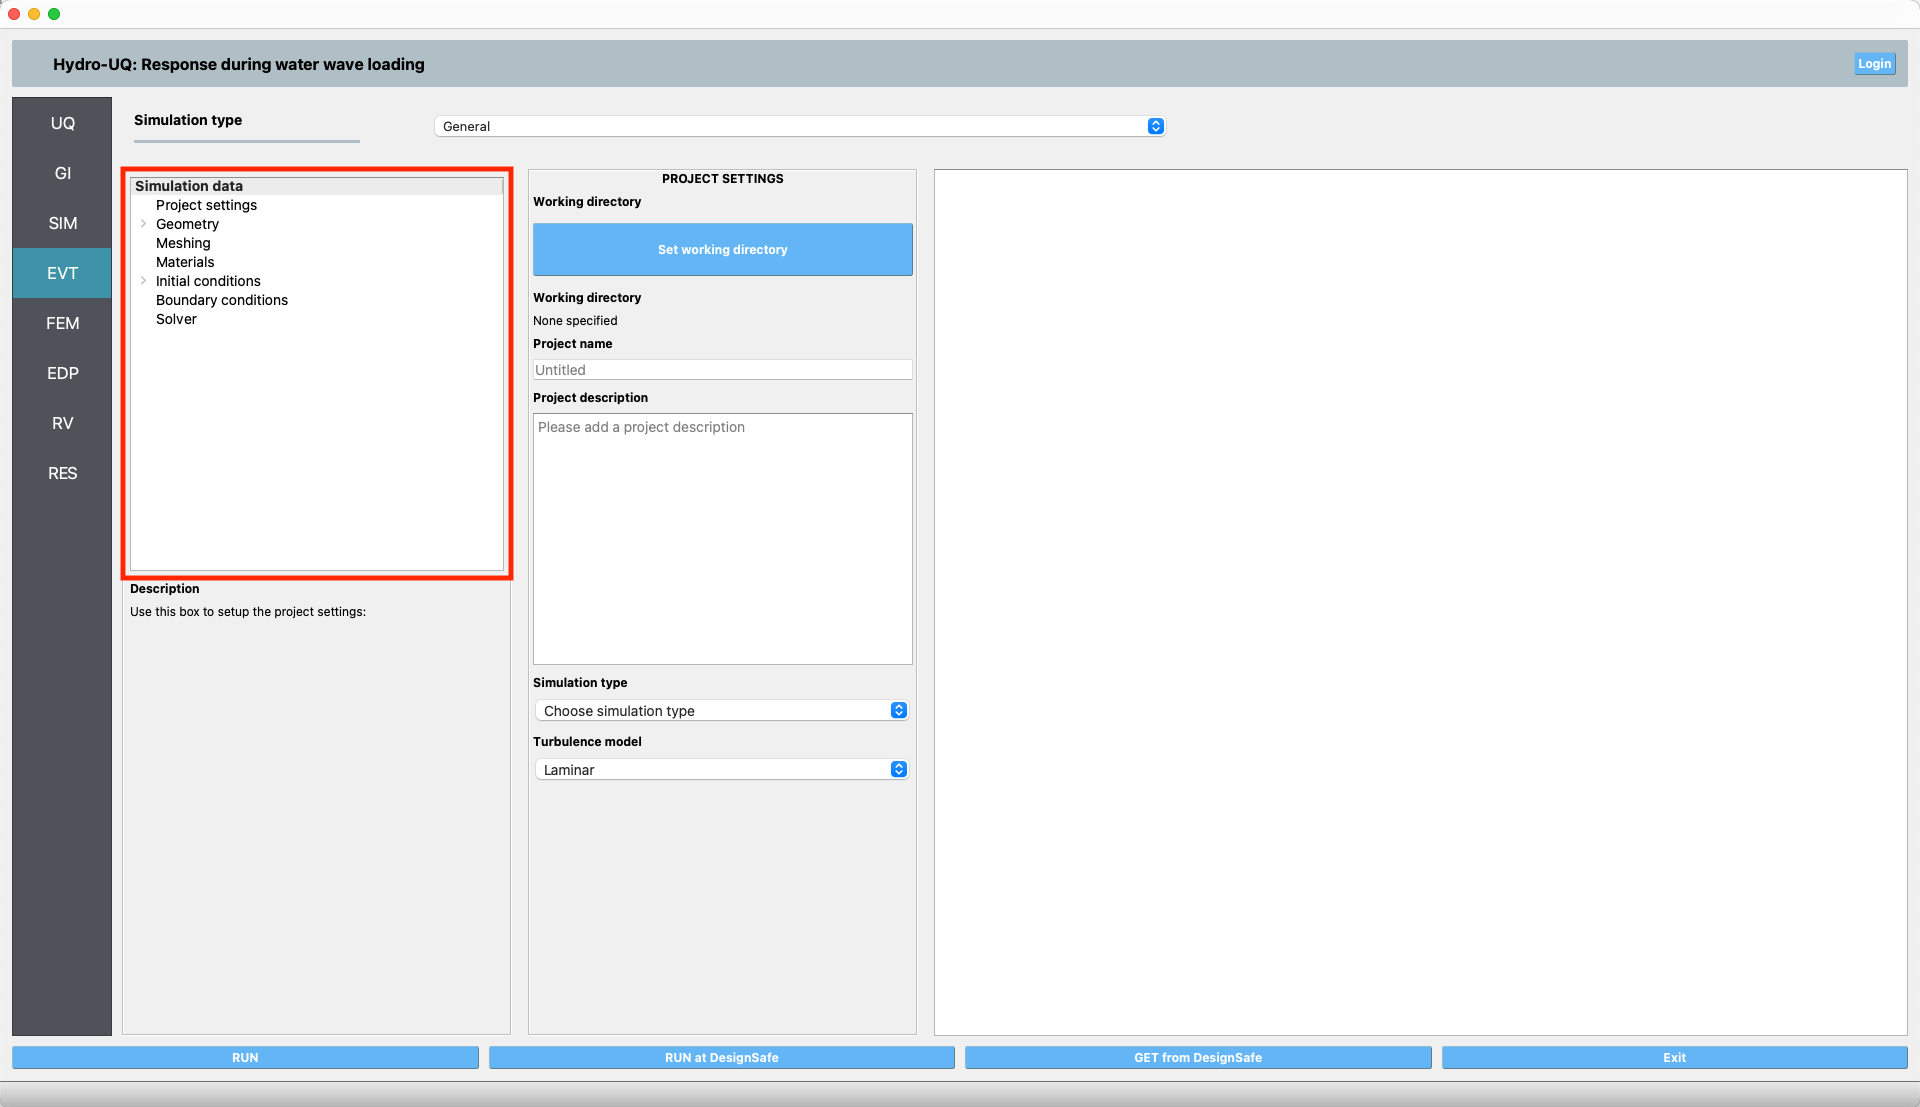 Hydro-UQ: Response during water wave loading
Login
UQ
GI
SIM
EVT
FEM
EDP
RV
RES
Simulation type
General
Simulation data
Project settings
Geometry
Meshing
Materials
Initial conditions
Boundary conditions
Solver
Description
Use this box to setup the project settings:
PROJECT SETTINGS
Working directory
Set working directory
Working directory
None specified
Project name
Untitled
Project description
Please add a project description
Simulation type
Choose simulation type
Turbulence model
Laminar
RUN
RUN at DesignSafe
GET from DesignSafe
Exit